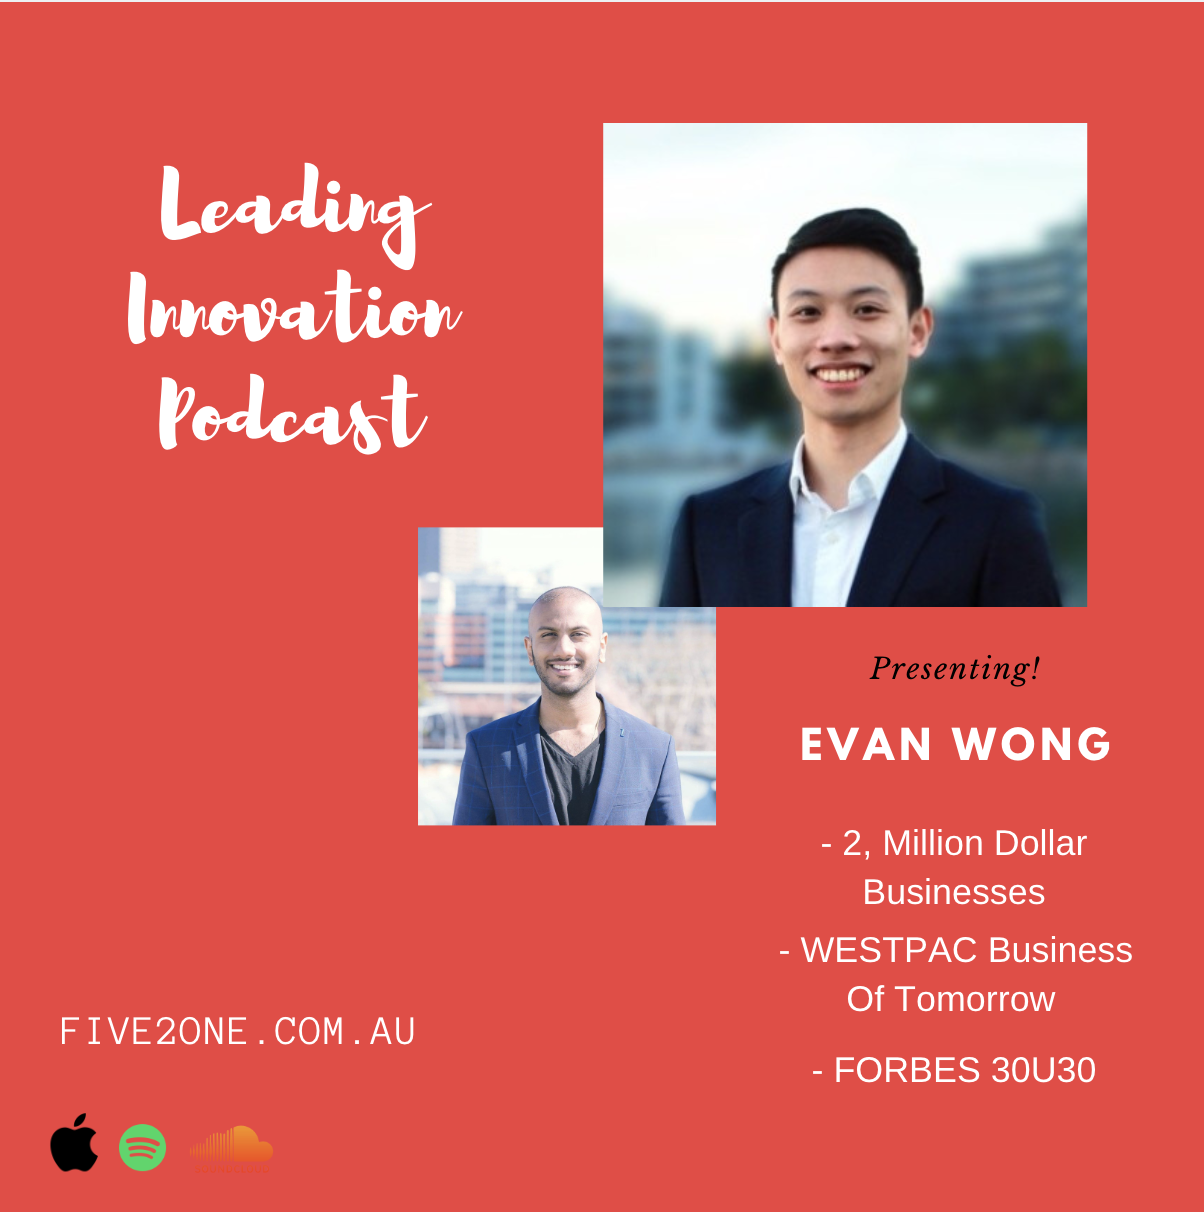 Leading
Innovation
Podcast
Presenting!
EVAN WONG
- 2, Million Dollar
Businesses
- WESTPAC Business
Of Tomorrow
- FORBES 30U30
FIVE2ONE.COM.AU